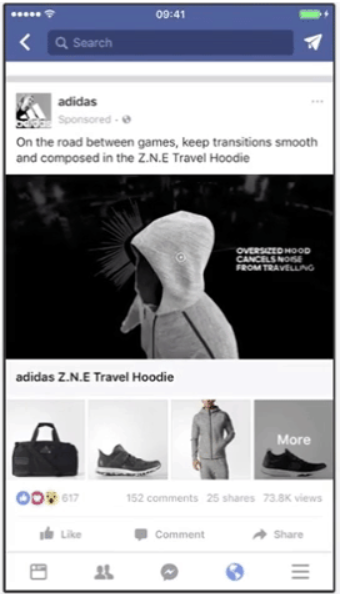 09:41
Search
adidas
Sponsored ·
On the road between games, keep transitions smooth
and composed in the Z.N.E Travel Hoodie
OVERSIZED HOOD
CANCELS NOISE
FROM TRAVELLING
adidas Z.N.E Travel Hoodie
More
617
152 comments 25 shares 73.8K views
Like
Comment
Share